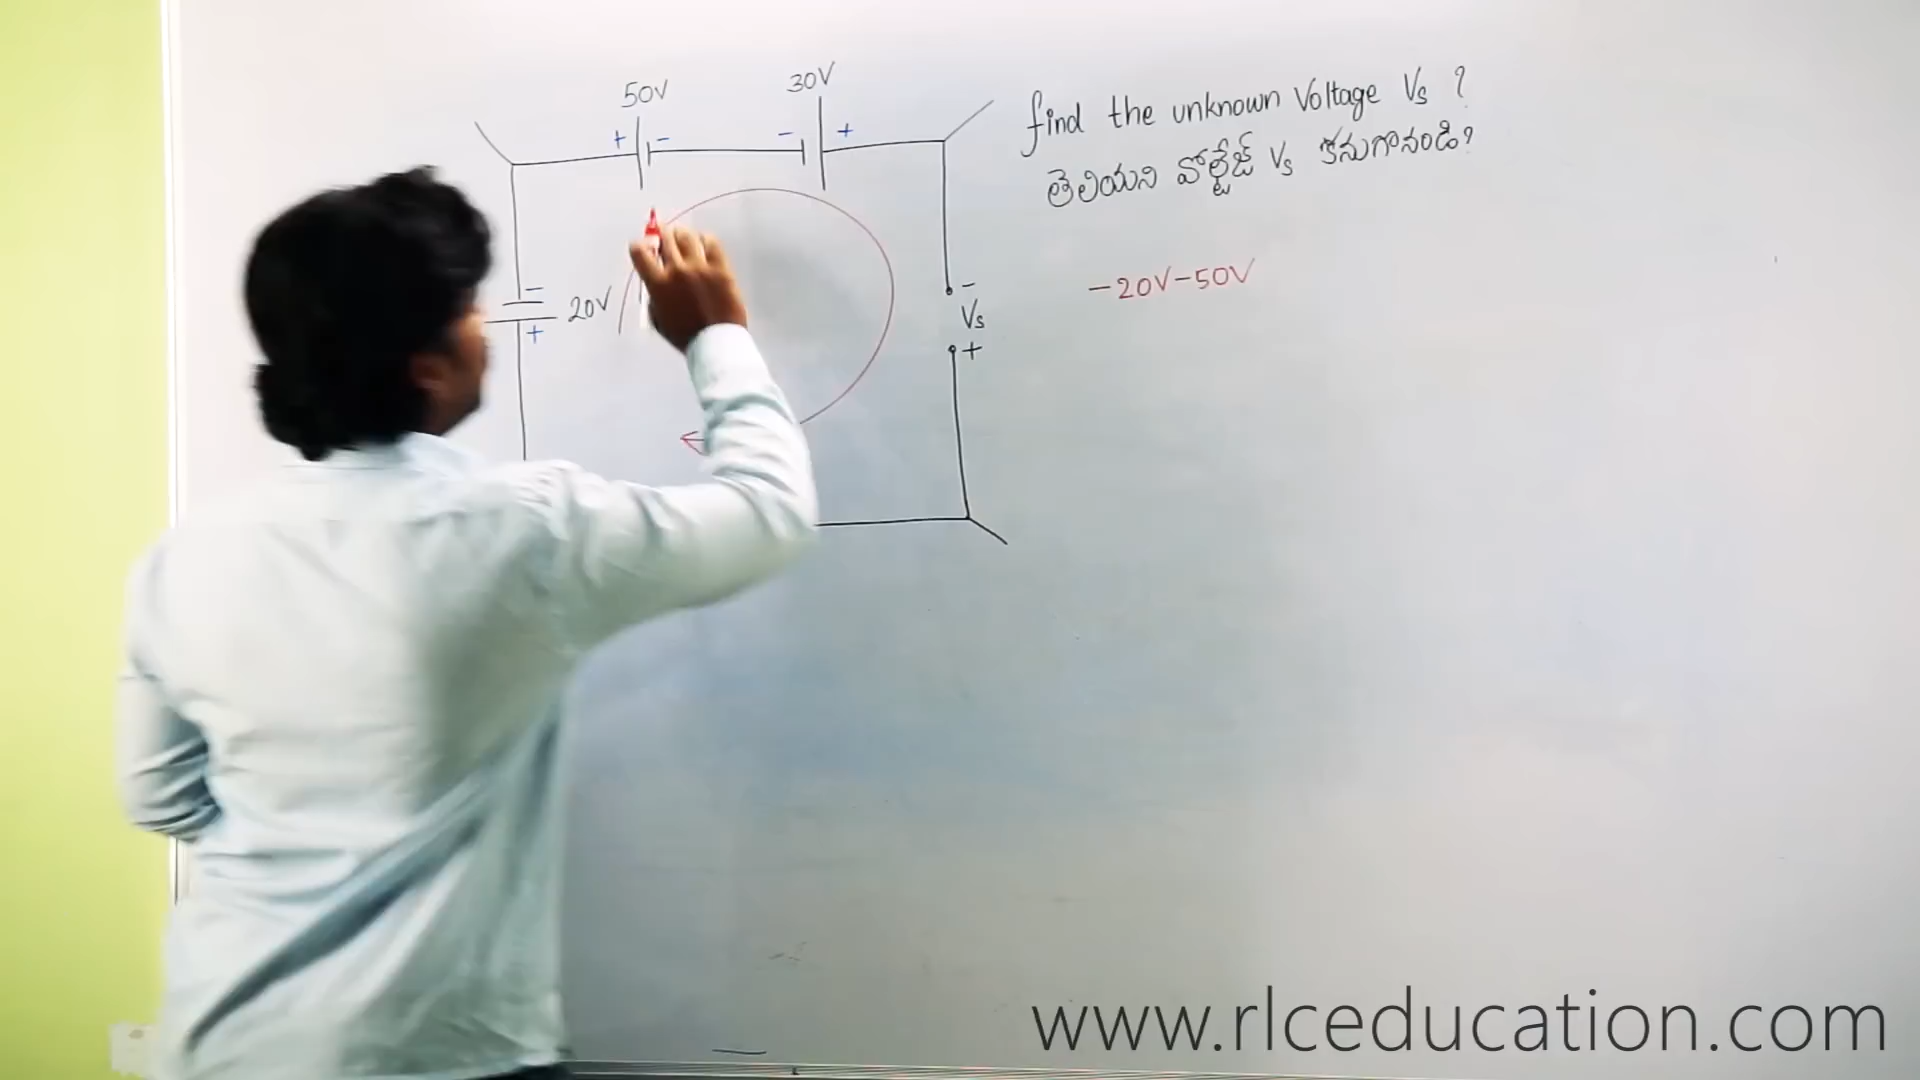 50V
30V
+ - - +
find the unknown Voltage Vs ?
తెలియని వోల్టేజ్ Vs కనుగొనండి?
-20V-50V
-
20V
+
-
Vs
+
www.rlceducation.com